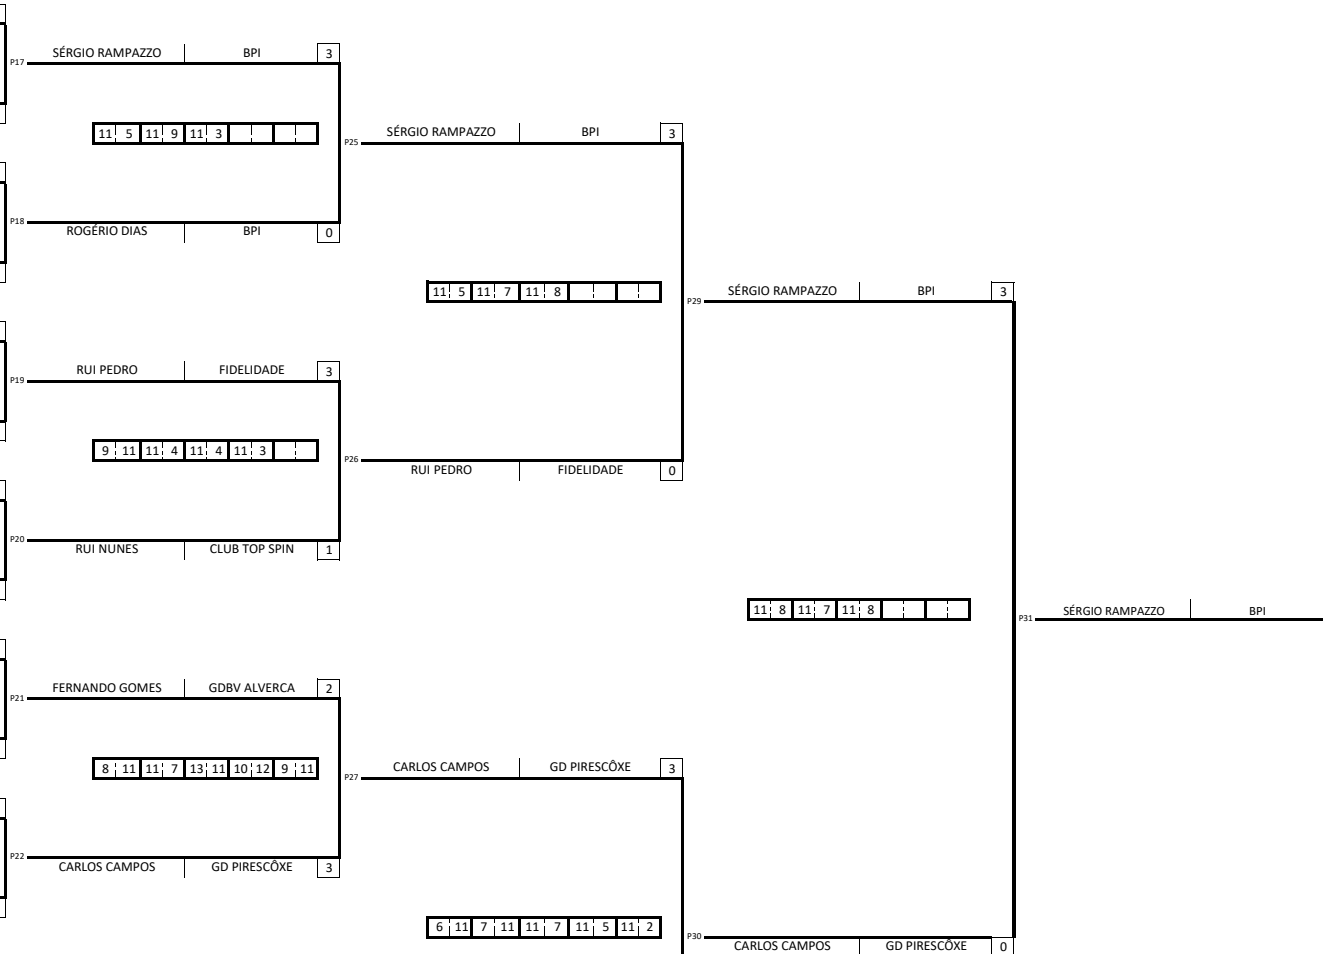 SÉRGIO RAMPAZZO BPI 3
P17
11 5 11 9 11 3
SÉRGIO RAMPAZZO BPI 3
P25
P18
ROGÉRIO DIAS BPI 0
11 5 11 7 11 8
SÉRGIO RAMPAZZO BPI 3
P29
RUI PEDRO FIDELIDADE 3
P19
9 11 11 4 11 4 11 3
P26
RUI PEDRO FIDELIDADE 0
P20
RUI NUNES CLUB TOP SPIN 1
11 8 11 7 11 8
SÉRGIO RAMPAZZO BPI
P31
FERNANDO GOMES GDBV ALVERCA 2
P21
8 11 11 7 13 11 10 12 9 11
CARLOS CAMPOS GD PIRESCÔXE 3
P27
P22
CARLOS CAMPOS GD PIRESCÔXE 3
6 11 7 11 11 7 11 5 11 2
P30
CARLOS CAMPOS GD PIRESCÔXE 0